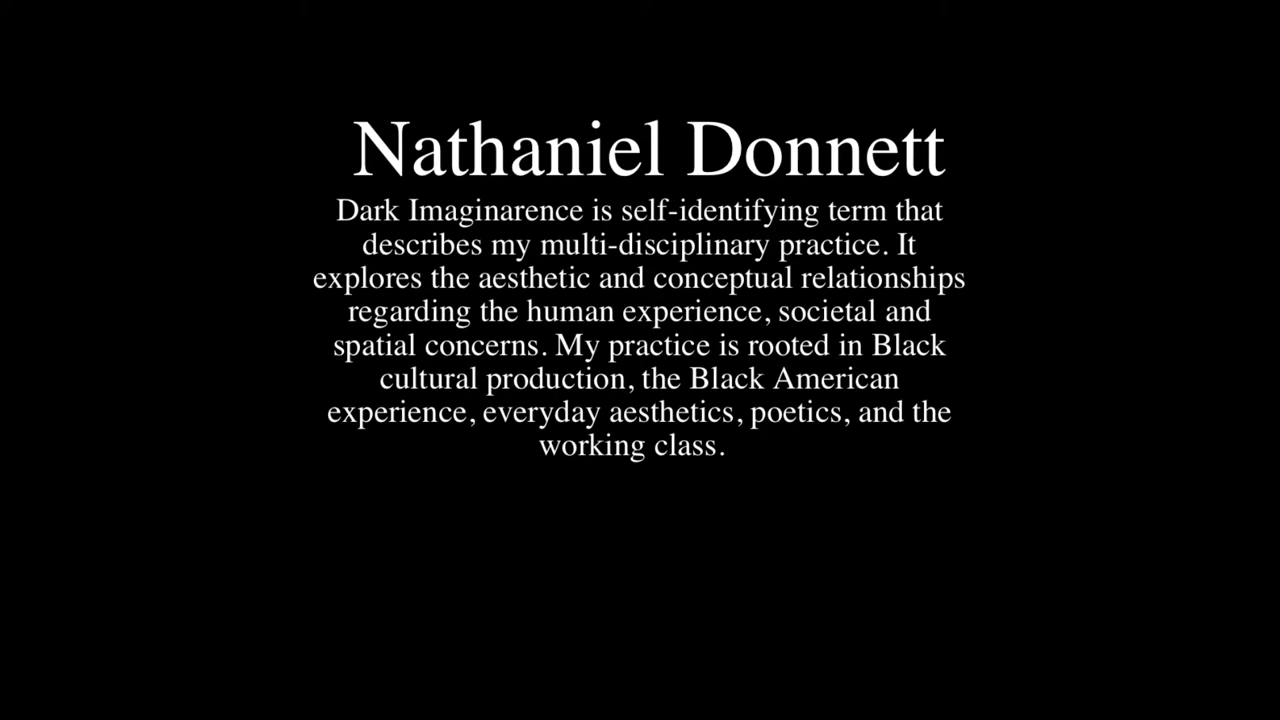 Nathaniel Donnett
Dark Imaginarence is self-identifying term that
describes my multi-disciplinary practice. It
explores the aesthetic and conceptual relationships
regarding the human experience, societal and
spatial concerns. My practice is rooted in Black
cultural production, the Black American
experience, everyday aesthetics, poetics, and the
working class.